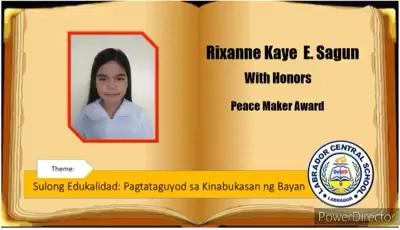 Rixanne Kaye E. Sagun
With Honors
Peace Maker Award
Theme:
Sulong Edukalidad: Pagtataguyod sa Kinabukasan ng Bayan
LABRADOR CENTRAL SCHOOL
LABRADOR
PowerDirector